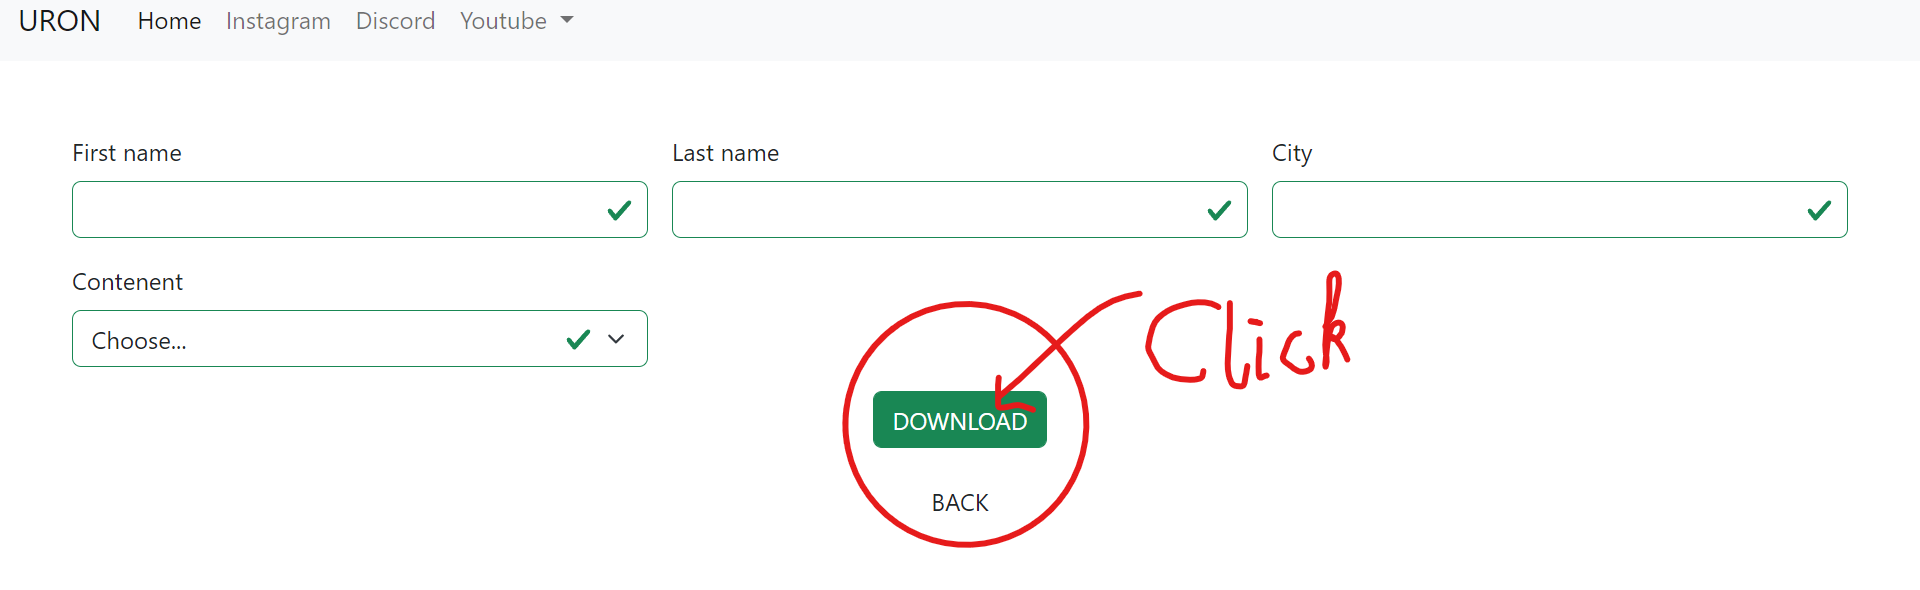 URON Home Instagram Discord Youtube
First name Last name City
Contenent
Choose...
Click
DOWNLOAD
BACK